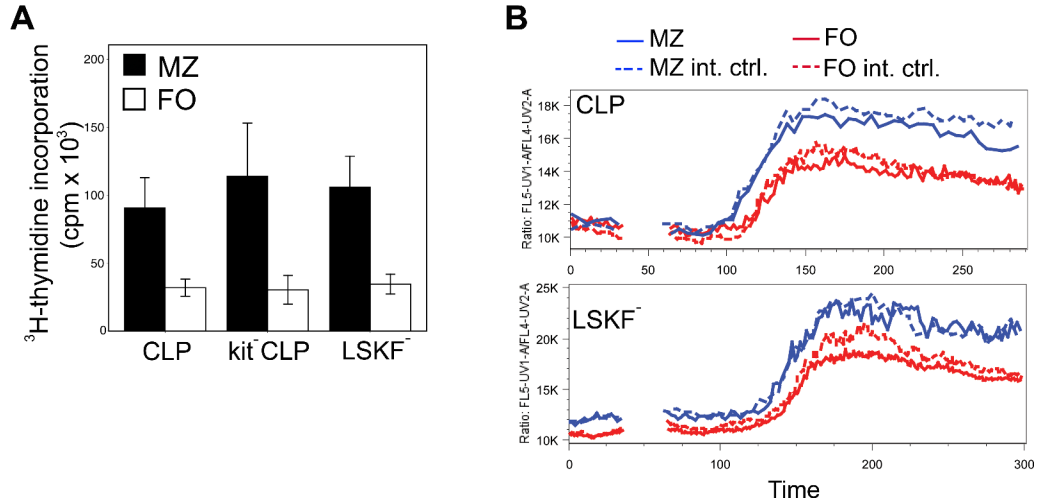 A
³H-thymidine incorporation
(cpm x 10³)
200
150
100
50
0
MZ
FO
CLP
kit⁻CLP
LSKF⁻
B
MZ
FO
MZ int. ctrl.
FO int. ctrl.
CLP
Ratio: FL5-UV1-A/FL4-UV2-A
18K
16K
14K
12K
10K
0
50
100
150
200
250
LSKF⁻
Ratio: FL5-UV1-A/FL4-UV2-A
25K
20K
15K
10K
0
100
200
300
Time